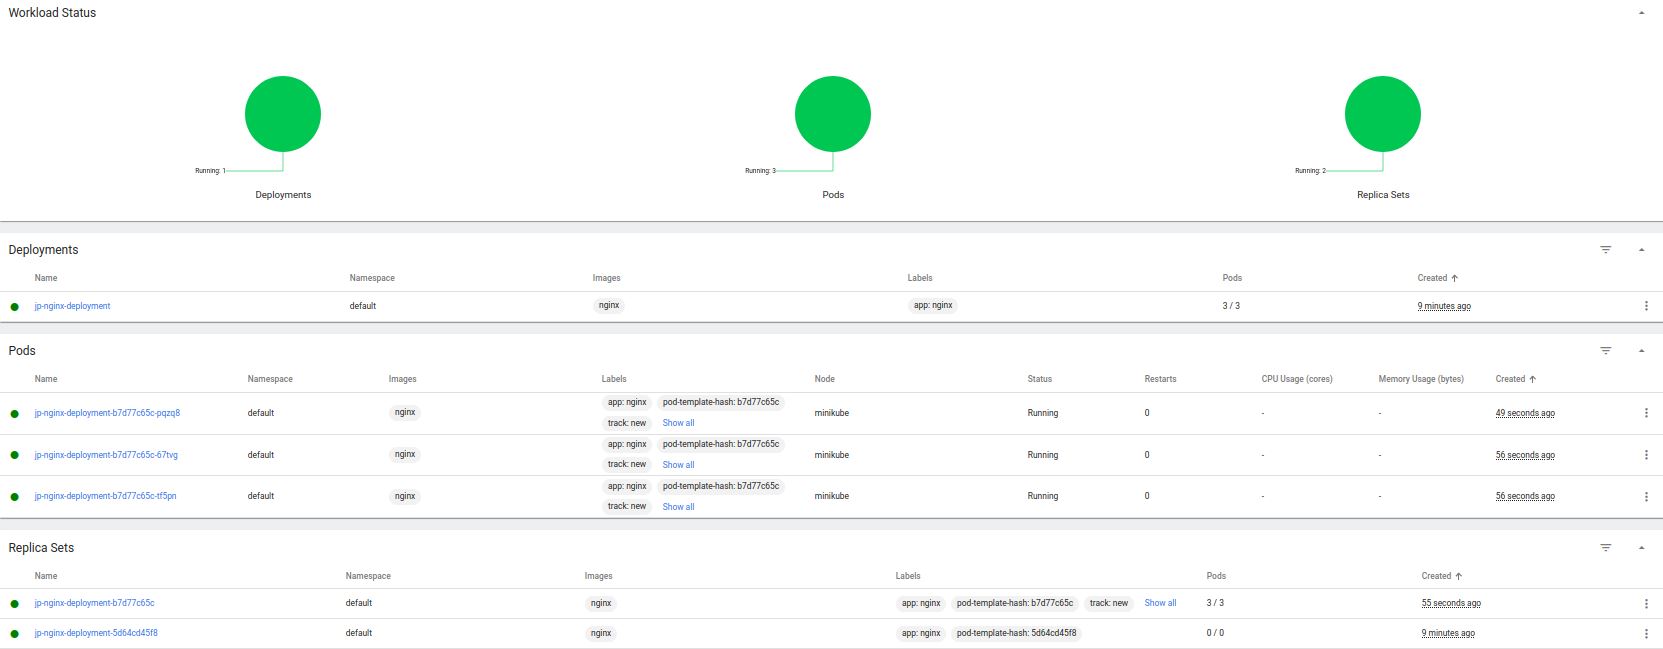 Workload Status
Running: 1
Running: 3
Running: 2
Deployments
Pods
Replica Sets
Deployments
Name Namespace Images Labels Pods Created
jp-nginx-deployment default nginx app: nginx 3 / 3 9 minutes ago
Pods
Name Namespace Images Labels Node Status Restarts CPU Usage (cores) Memory Usage (bytes) Created
app: nginx pod-template-hash: b7d77c65c
jp-nginx-deployment-b7d77c65c-pqzq8 default nginx minikube Running 0 - - 49 seconds ago
track: new Show all
app: nginx pod-template-hash: b7d77c65c
jp-nginx-deployment-b7d77c65c-67tvg default nginx minikube Running 0 - - 56 seconds ago
track: new Show all
app: nginx pod-template-hash: b7d77c65c
jp-nginx-deployment-b7d77c65c-tf5pn default nginx minikube Running 0 - - 56 seconds ago
track: new Show all
Replica Sets
Name Namespace Images Labels Pods Created
jp-nginx-deployment-b7d77c65c default nginx app: nginx pod-template-hash: b7d77c65c track: new Show all 3 / 3 55 seconds ago
jp-nginx-deployment-5d64cd45f8 default nginx app: nginx pod-template-hash: 5d64cd45f8 0 / 0 9 minutes ago